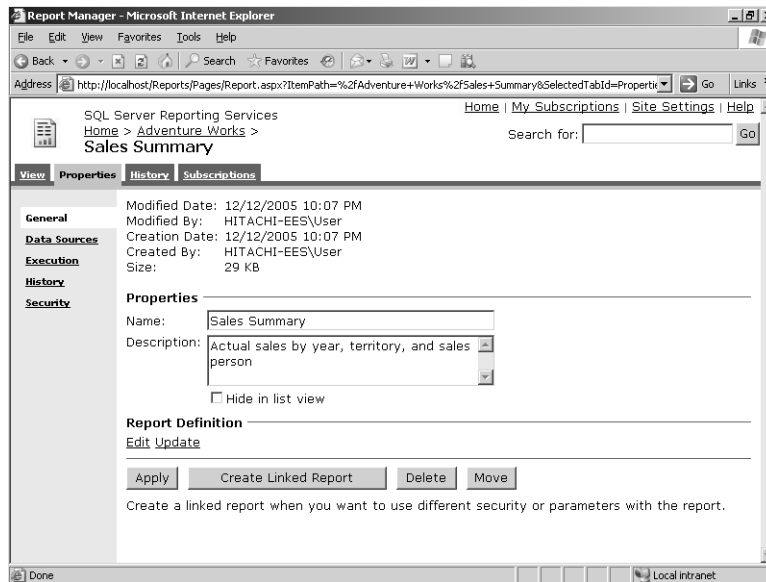 Report Manager - Microsoft Internet Explorer
File Edit View Favorites Tools Help
Back Search Favorites
Address http://localhost/Reports/Pages/Report.aspx?ItemPath=%2fAdventure+Works%2fSales+Summary&SelectedTabId=Propertie Go Links
Home | My Subscriptions | Site Settings | Help
SQL Server Reporting Services
Home > Adventure Works >
Search for: Go
Sales Summary
View Properties History Subscriptions
General
Data Sources
Execution
History
Security
Modified Date: 12/12/2005 10:07 PM
Modified By: HITACHI-EES\User
Creation Date: 12/12/2005 10:07 PM
Created By: HITACHI-EES\User
Size: 29 KB
Properties
Name: Sales Summary
Description: Actual sales by year, territory, and sales
person
Hide in list view
Report Definition
Edit Update
Apply Create Linked Report Delete Move
Create a linked report when you want to use different security or parameters with the report.
Done Local intranet